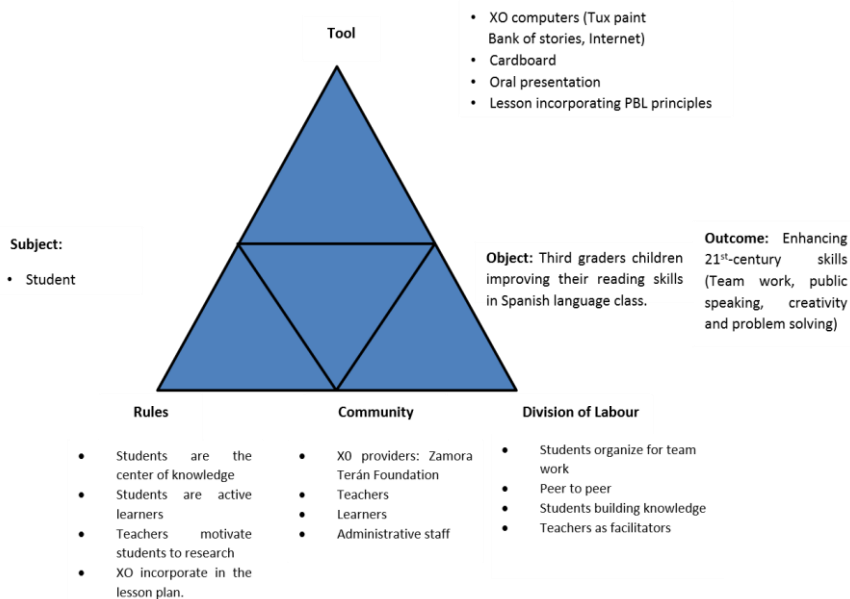 Tool
• XO computers (Tux paint
Bank of stories, Internet)
• Cardboard
• Oral presentation
• Lesson incorporating PBL principles
Subject:
• Student
Object: Third graders children
improving their reading skills
in Spanish language class.
Outcome: Enhancing
21st-century skills
(Team work, public
speaking, creativity
and problem solving)
Rules
• Students are the
center of knowledge
• Students are active
learners
• Teachers motivate
students to research
• XO incorporate in the
lesson plan.
Community
• X0 providers: Zamora
Terán Foundation
• Teachers
• Learners
• Administrative staff
Division of Labour
• Students organize for team
work
• Peer to peer
• Students building knowledge
• Teachers as facilitators